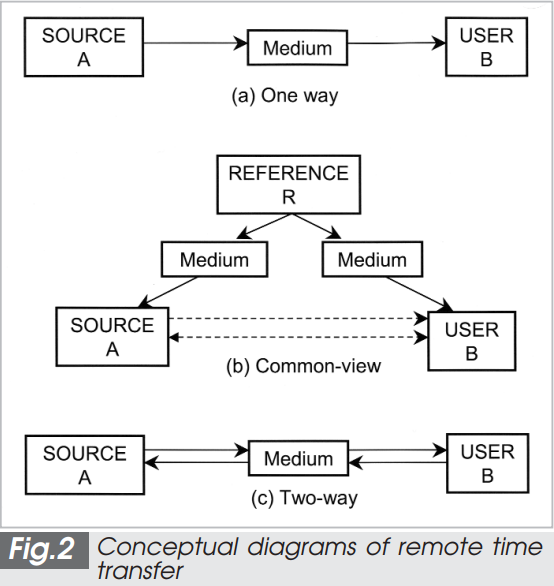 SOURCE
A
Medium
USER
B
(a) One way
REFERENCE
R
Medium
Medium
SOURCE
A
USER
B
(b) Common-view
SOURCE
A
Medium
USER
B
(c) Two-way
Fig.2 Conceptual diagrams of remote time
transfer